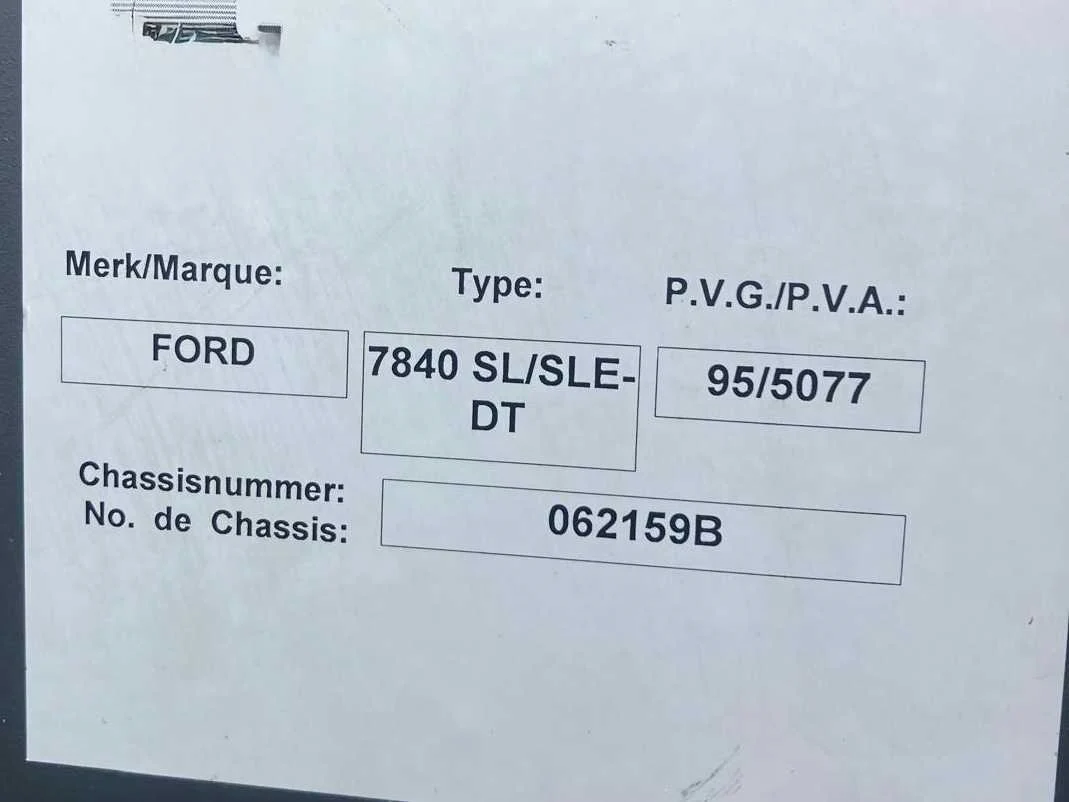 Merk/Marque:
Type:
P.V.G./P.V.A.:
FORD
7840 SL/SLE-
DT
95/5077
Chassisnummer:
No. de Chassis:
062159B